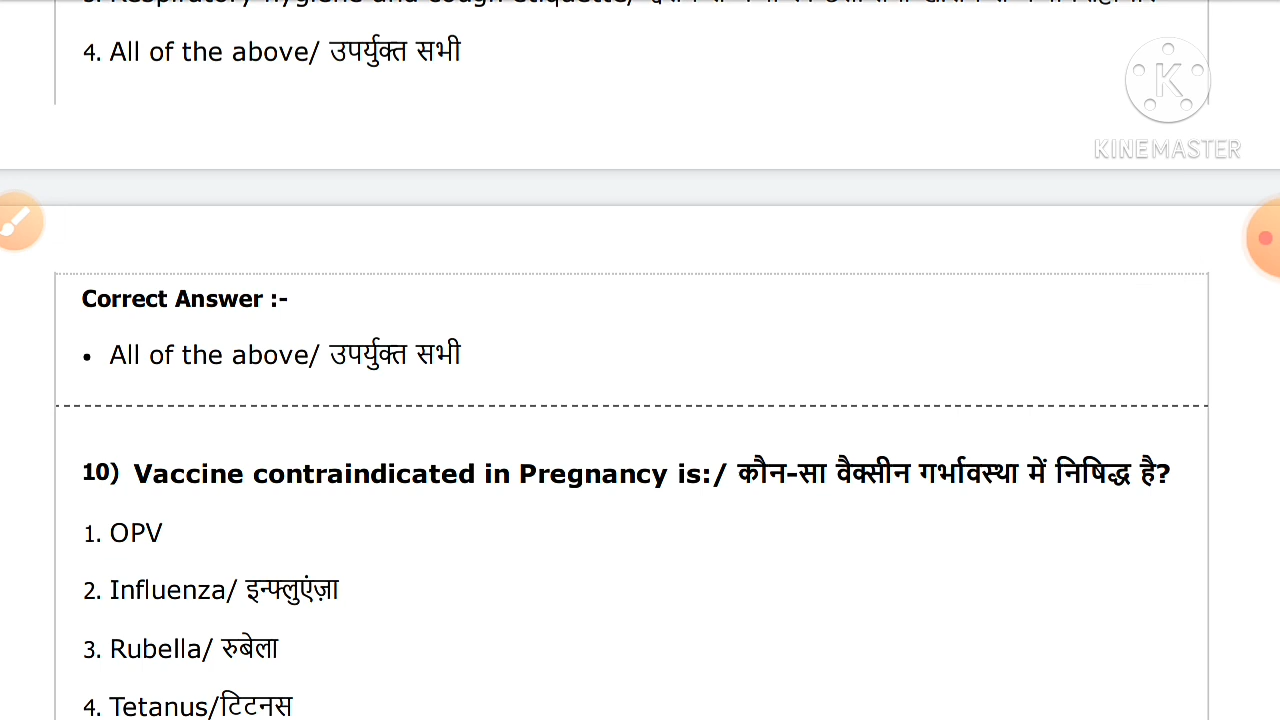 4. All of the above/ उपर्युक्त सभी
K
KINEMASTER
Correct Answer :-
• All of the above/ उपर्युक्त सभी
10) Vaccine contraindicated in Pregnancy is:/ कौन-सा वैक्सीन गर्भावस्था में निषिद्ध है?
1. OPV
2. Influenza/ इन्फ्लुएंज़ा
3. Rubella/ रुबेला
4. Tetanus/टिटनस